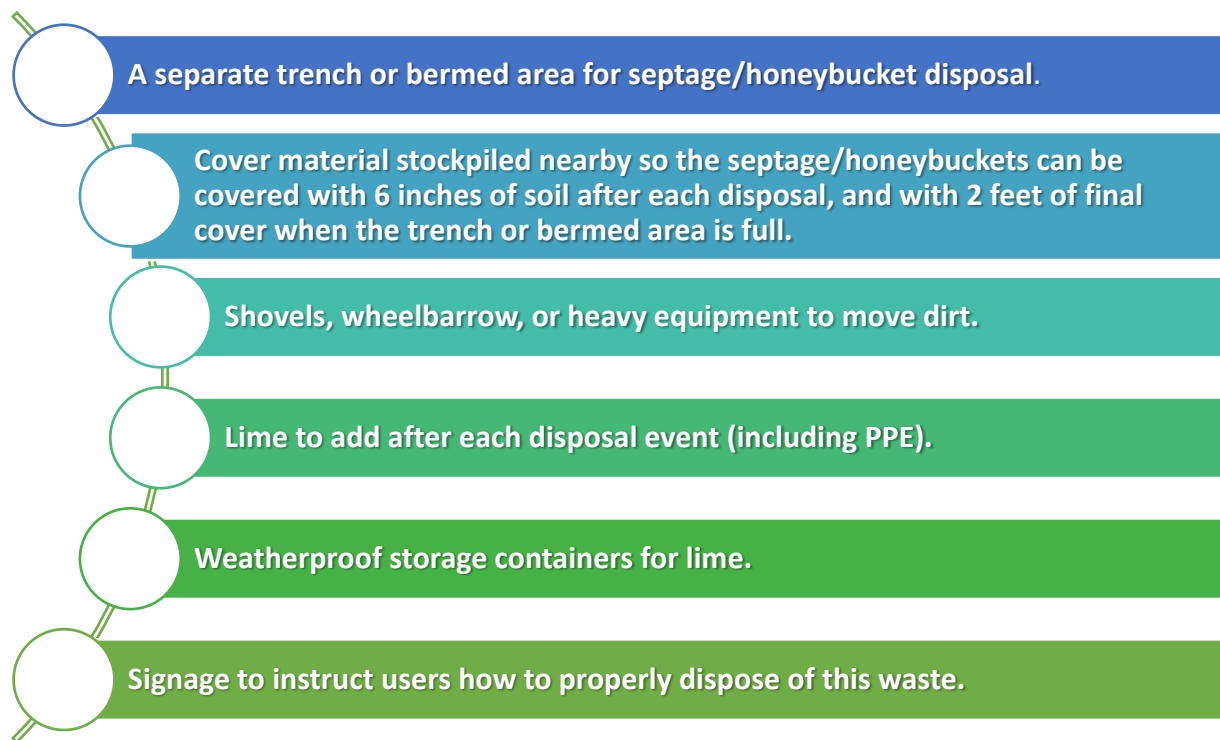 A separate trench or bermed area for septage/honeybucket disposal.
Cover material stockpiled nearby so the septage/honeybuckets can be
covered with 6 inches of soil after each disposal, and with 2 feet of final
cover when the trench or bermed area is full.
Shovels, wheelbarrow, or heavy equipment to move dirt.
Lime to add after each disposal event (including PPE).
Weatherproof storage containers for lime.
Signage to instruct users how to properly dispose of this waste.